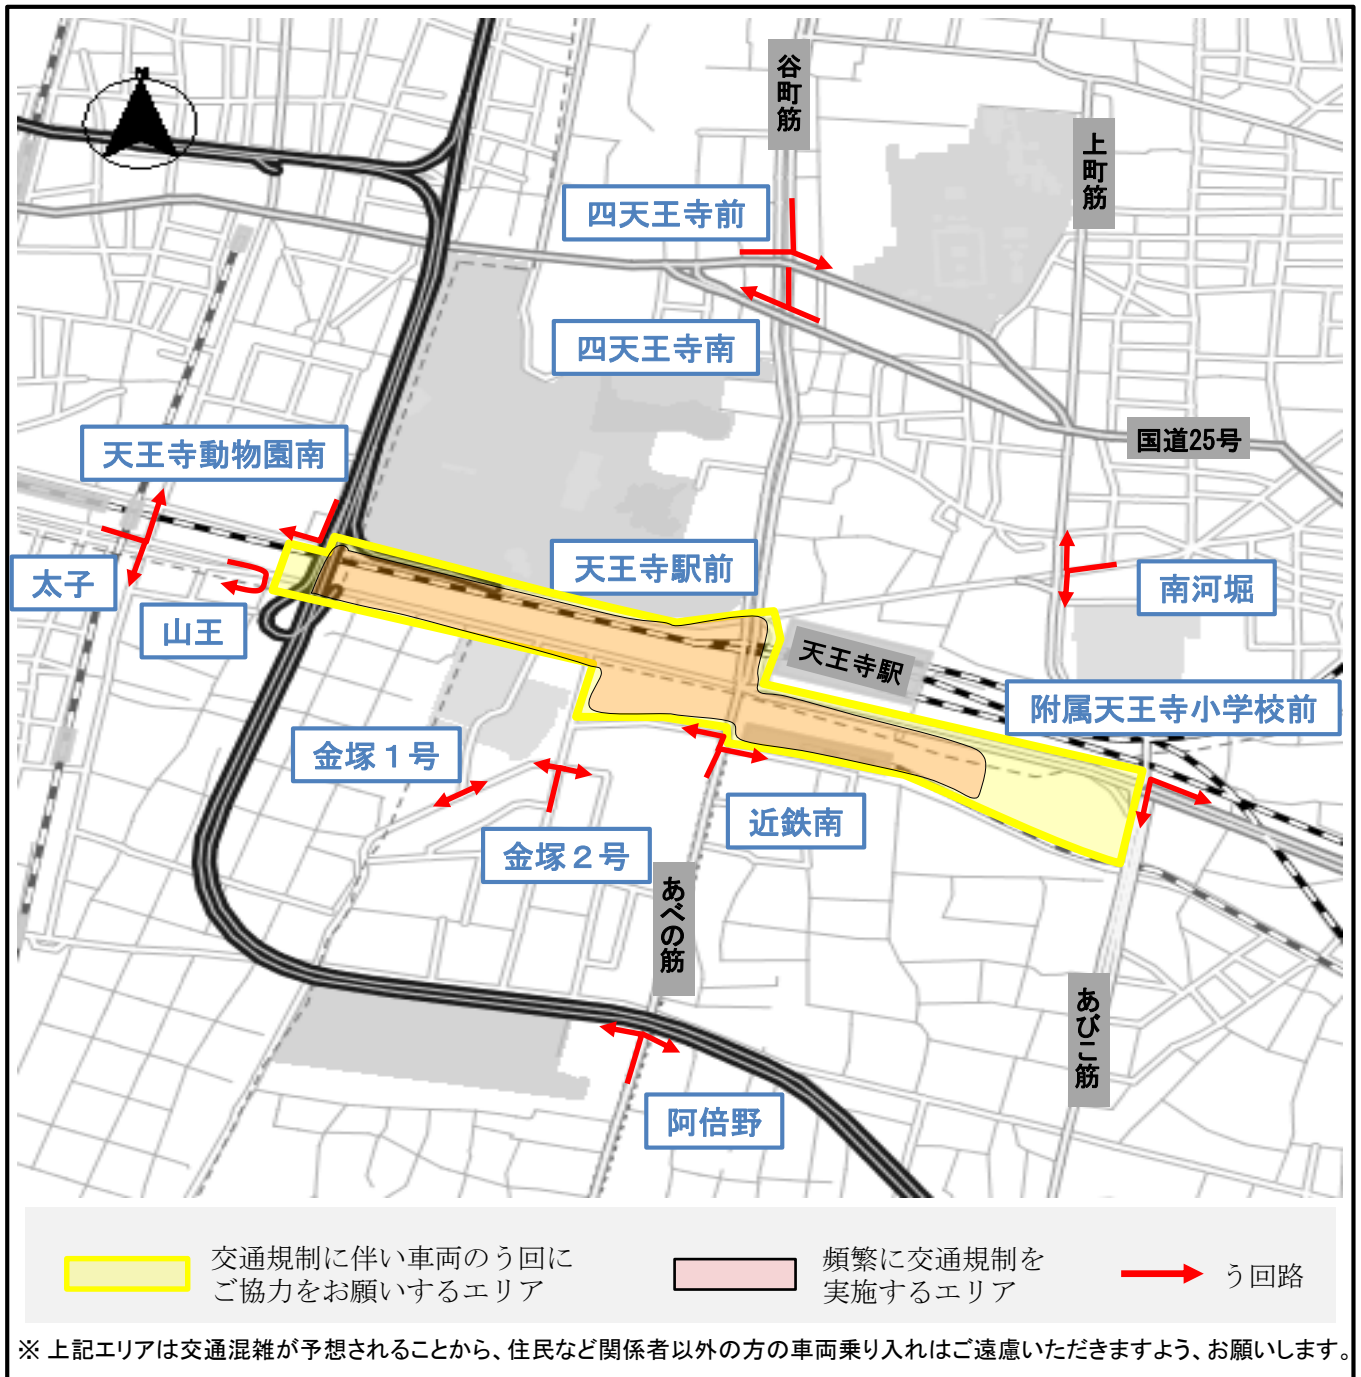 N
谷町筋
上町筋
四天王寺前
四天王寺南
国道25号
天王寺動物園南
天王寺駅前
太子
山王
南河堀
天王寺駅
附属天王寺小学校前
金塚１号
近鉄南
金塚２号
あべの筋
あびこ筋
阿倍野
交通規制に伴い車両のう回に
ご協力をお願いするエリア
頻繁に交通規制を
実施するエリア
う回路
※ 上記エリアは交通混雑が予想されることから、住民など関係者以外の方の車両乗り入れはご遠慮いただきますよう、お願いします。